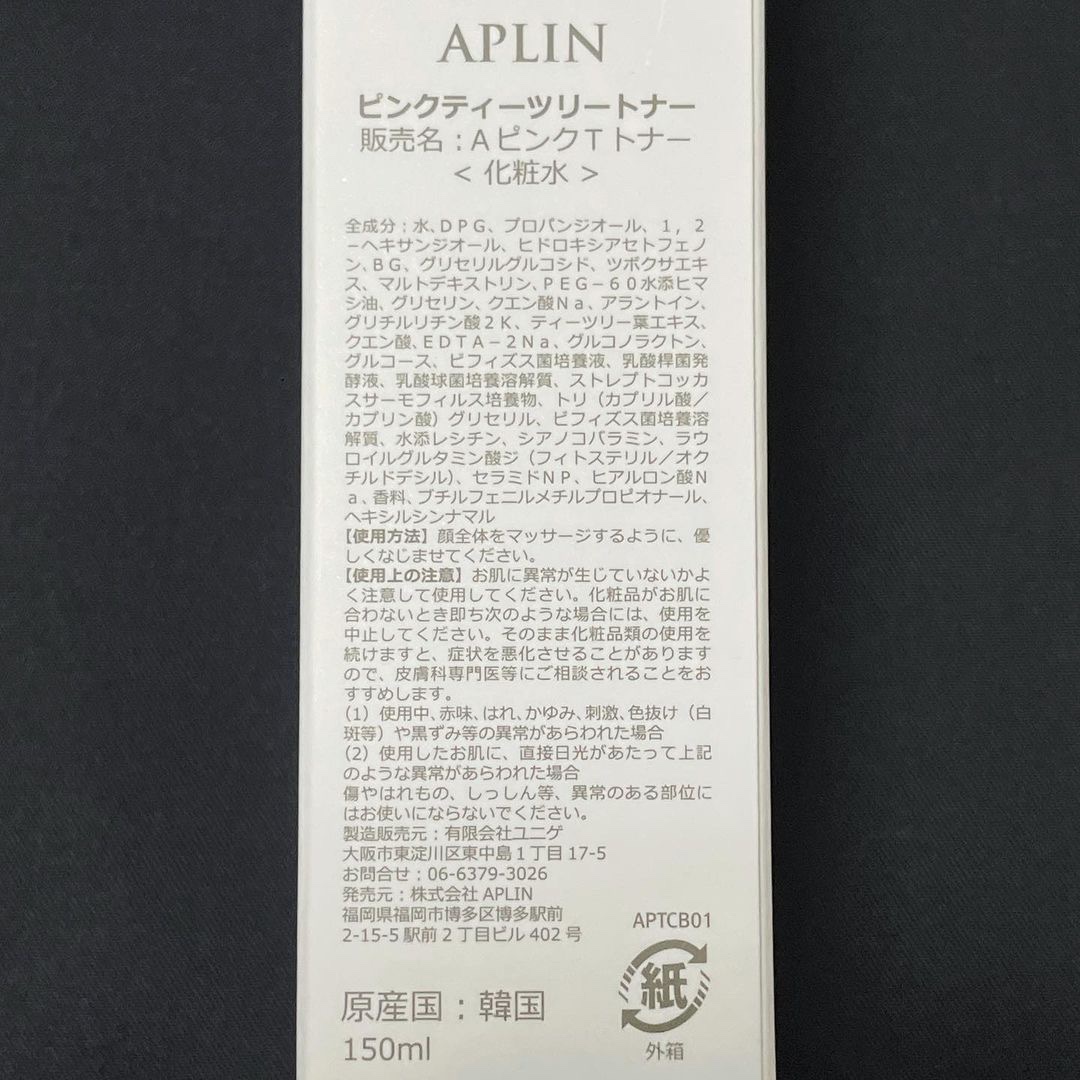 APLIN
ピンクティーツリートナー
販売名：AピンクTトナー
< 化粧水 >
全成分：水、DPG、プロパンジオール、１，２
−ヘキサンジオール、ヒドロキシアセトフェノ
ン、BG、グリセリルグルコシド、ツボクサエキ
ス、マルトデキストリン、PEG−６０水添ヒマ
シ油、グリセリン、クエン酸Na、アラントイン、
グリチルリチン酸２K、ティーツリー葉エキス、
クエン酸、EDTA−2Na、グルコノラクトン、
グルコース、ビフィズス菌培養液、乳酸桿菌発
酵液、乳酸球菌培養溶解質、ストレプトコッカ
スサーモフィルス培養物、トリ（カプリル酸／
カプリン酸）グリセリル、ビフィズス菌培養溶
解質、水添レシチン、シアノコバラミン、ラウ
ロイルグルタミン酸ジ（フィトステリル／オク
チルドデシル）、セラミドNP、ヒアルロン酸N
a、香料、ブチルフェニルメチルプロピオナール、
ヘキシルシンナマル
【使用方法】顔全体をマッサージするように、優
しくなじませてください。
【使用上の注意】お肌に異常が生じていないかよ
く注意して使用してください。化粧品がお肌に
合わないとき即ち次のような場合には、使用を
中止してください。そのまま化粧品類の使用を
続けますと、症状を悪化させることがあります
ので、皮膚科専門医等にご相談されることをお
すすめします。
（1）使用中、赤味、はれ、かゆみ、刺激、色抜け（白
斑等）や黒ずみ等の異常があらわれた場合
（2）使用したお肌に、直接日光があたって上記
のような異常があらわれた場合
傷やはれもの、しっしん等、異常のある部位に
はお使いにならないでください。
製造販売元：有限会社ユニゲ
大阪市東淀川区東中島１丁目 17-5
お問合せ：06-6379-3026
発売元：株式会社 APLIN
福岡県福岡市博多区博多駅前
2-15-5 駅前２丁目ビル 402 号
APTCB01
紙
外箱
原産国：韓国
150ml